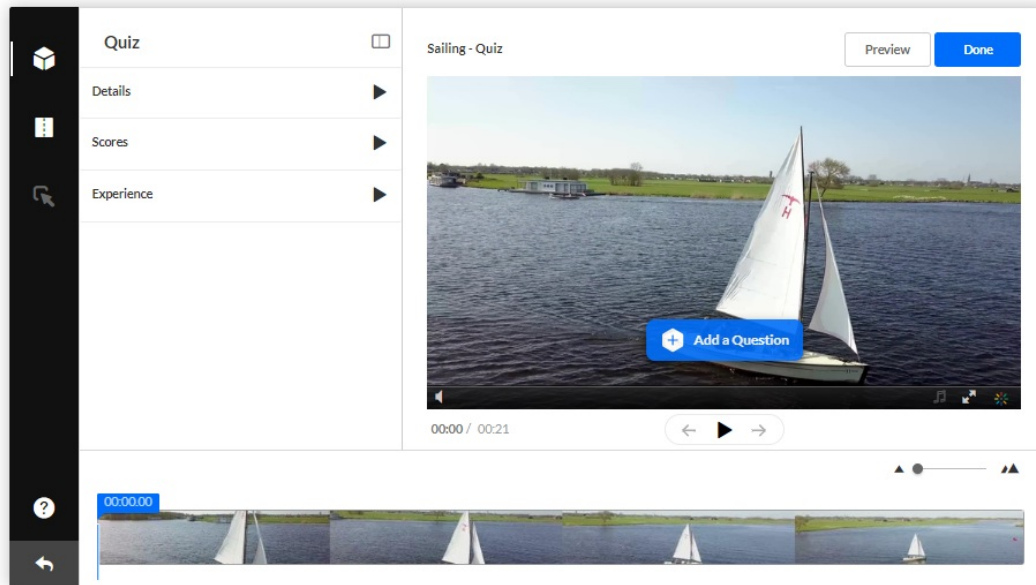 Quiz
Sailing - Quiz
Preview
Done
Details
Scores
Experience
H
Add a Question
00:00 / 00:21
?
00:00.00